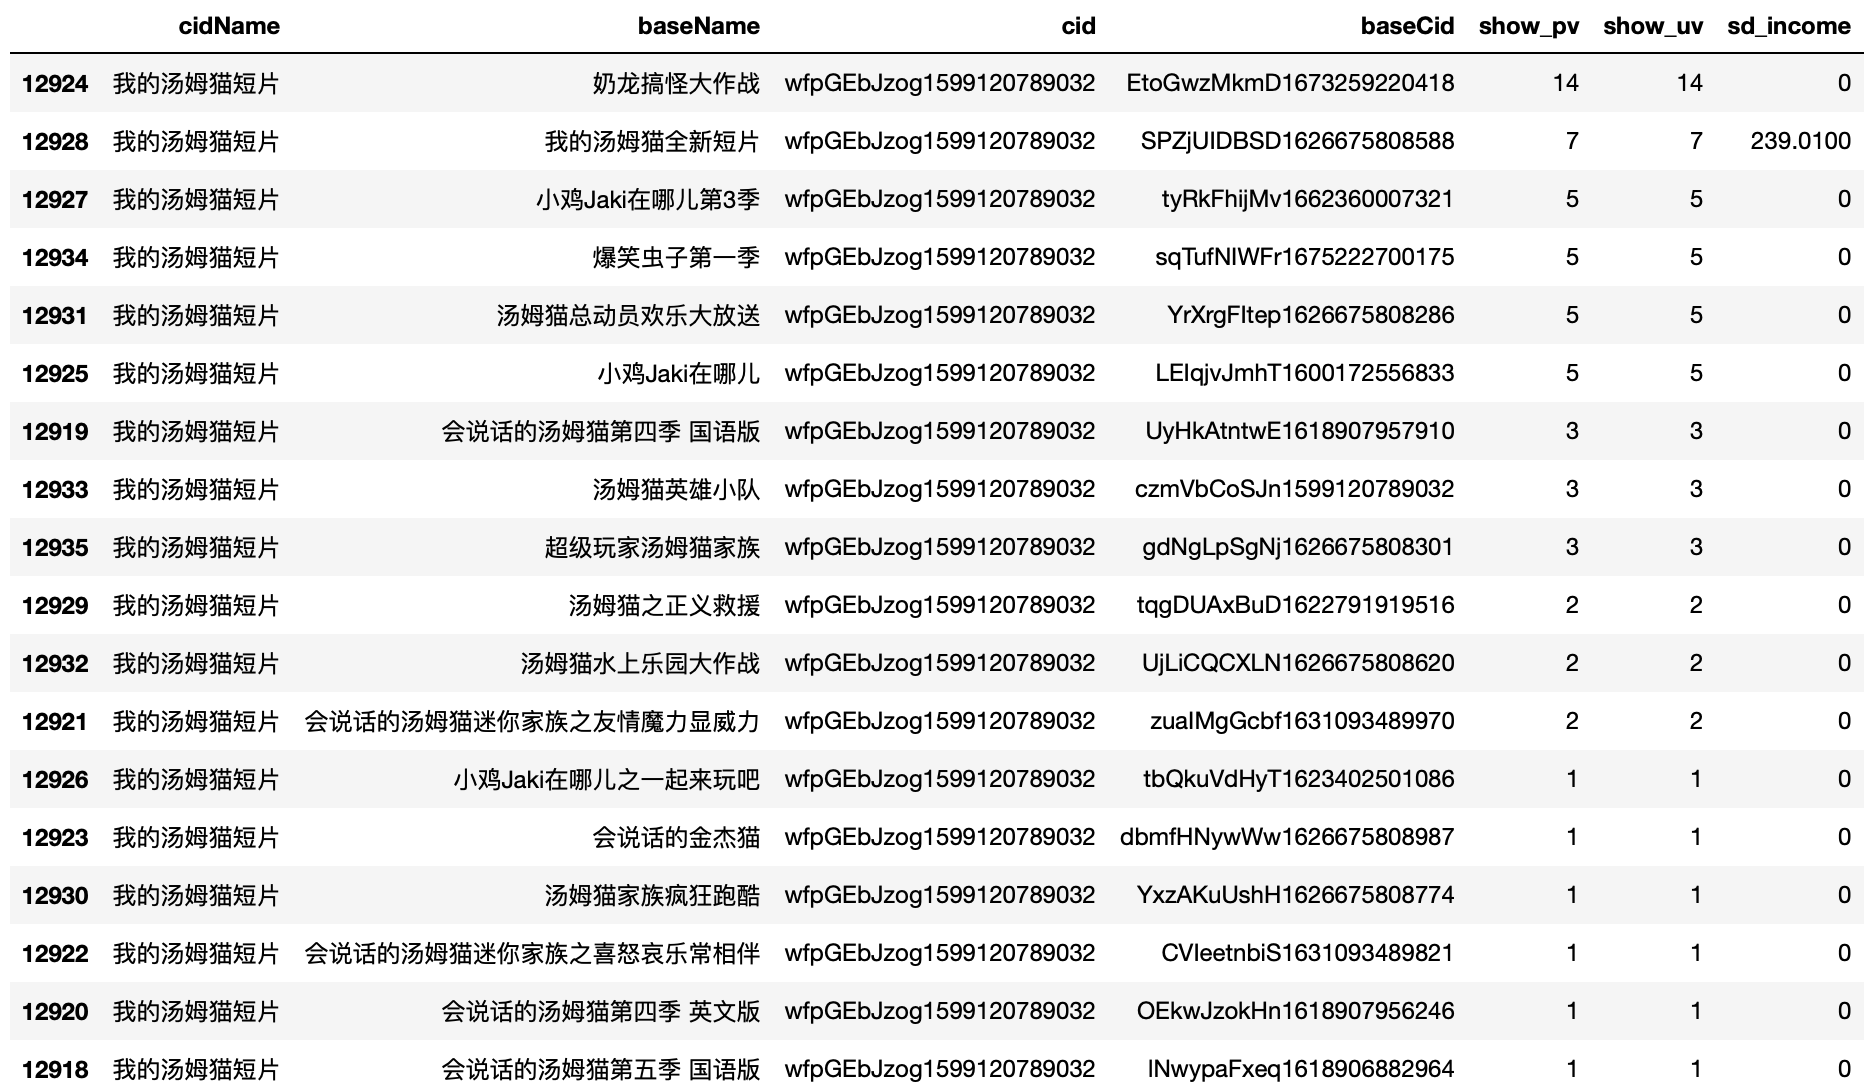 cidName baseName cid baseCid show_pv show_uv sd_income
12924 我的汤姆猫短片 奶龙搞怪大作战 wfpGEbJzog1599120789032 EtoGwzMkmD1673259220418 14 14 0
12928 我的汤姆猫短片 我的汤姆猫全新短片 wfpGEbJzog1599120789032 SPZjUIDBSD1626675808588 7 7 239.0100
12927 我的汤姆猫短片 小鸡Jaki在哪儿第3季 wfpGEbJzog1599120789032 tyRkFhijMv1662360007321 5 5 0
12934 我的汤姆猫短片 爆笑虫子第一季 wfpGEbJzog1599120789032 sqTufNIWFr1675222700175 5 5 0
12931 我的汤姆猫短片 汤姆猫总动员欢乐大放送 wfpGEbJzog1599120789032 YrXrgFItep1626675808286 5 5 0
12925 我的汤姆猫短片 小鸡Jaki在哪儿 wfpGEbJzog1599120789032 LEIqjvJmhT1600172556833 5 5 0
12919 我的汤姆猫短片 会说话的汤姆猫第四季 国语版 wfpGEbJzog1599120789032 UyHkAtntwE1618907957910 3 3 0
12933 我的汤姆猫短片 汤姆猫英雄小队 wfpGEbJzog1599120789032 czmVbCoSJn1599120789032 3 3 0
12935 我的汤姆猫短片 超级玩家汤姆猫家族 wfpGEbJzog1599120789032 gdNgLpSgNj1626675808301 3 3 0
12929 我的汤姆猫短片 汤姆猫之正义救援 wfpGEbJzog1599120789032 tqgDUAxBuD1622791919516 2 2 0
12932 我的汤姆猫短片 汤姆猫水上乐园大作战 wfpGEbJzog1599120789032 UjLiCQCXLN1626675808620 2 2 0
12921 我的汤姆猫短片 会说话的汤姆猫迷你家族之友情魔力显威力 wfpGEbJzog1599120789032 zuaIMgGcbf1631093489970 2 2 0
12926 我的汤姆猫短片 小鸡Jaki在哪儿之一起来玩吧 wfpGEbJzog1599120789032 tbQkuVdHyT1623402501086 1 1 0
12923 我的汤姆猫短片 会说话的金杰猫 wfpGEbJzog1599120789032 dbmfHNywWw1626675808987 1 1 0
12930 我的汤姆猫短片 汤姆猫家族疯狂跑酷 wfpGEbJzog1599120789032 YxzAKuUshH1626675808774 1 1 0
12922 我的汤姆猫短片 会说话的汤姆猫迷你家族之喜怒哀乐常相伴 wfpGEbJzog1599120789032 CVIeetnbiS1631093489821 1 1 0
12920 我的汤姆猫短片 会说话的汤姆猫第四季 英文版 wfpGEbJzog1599120789032 OEkwJzokHn1618907956246 1 1 0
12918 我的汤姆猫短片 会说话的汤姆猫第五季 国语版 wfpGEbJzog1599120789032 lNwypaFxeq1618906882964 1 1 0